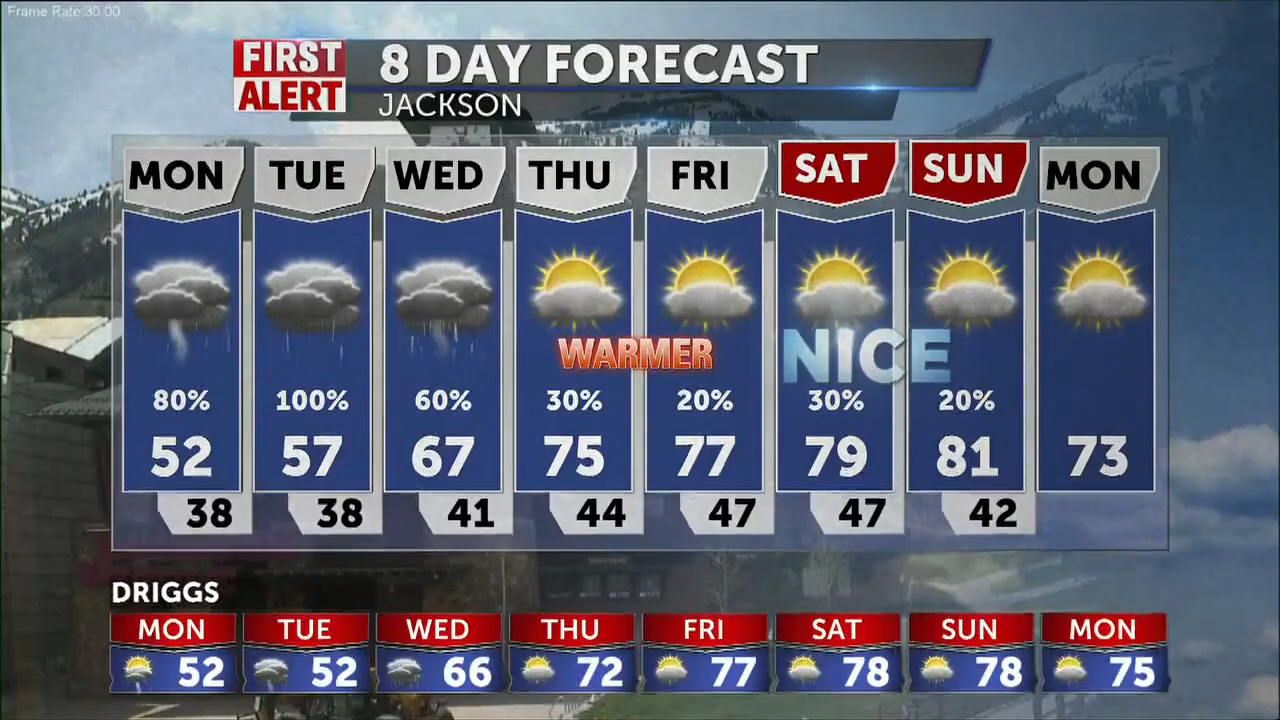 Frame Rate:30.00
FIRST ALERT
8 DAY FORECAST
JACKSON
MON TUE WED THU FRI SAT SUN MON
WARMER NICE
80% 100% 60% 30% 20% 30% 20%
52 57 67 75 77 79 81 73
38 38 41 44 47 47 42
DRIGGS
MON TUE WED THU FRI SAT SUN MON
52 52 66 72 77 78 78 75